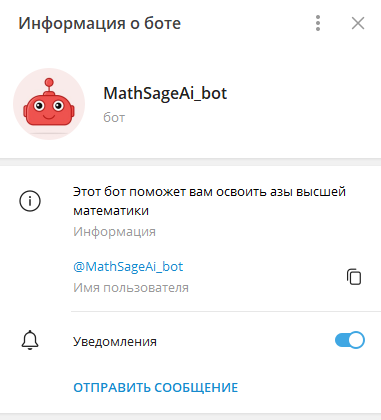 Информация о боте
MathSageAi_bot
бот
Этот бот поможет вам освоить азы высшей
математики
Информация
@MathSageAi_bot
Имя пользователя
Уведомления
ОТПРАВИТЬ СООБЩЕНИЕ